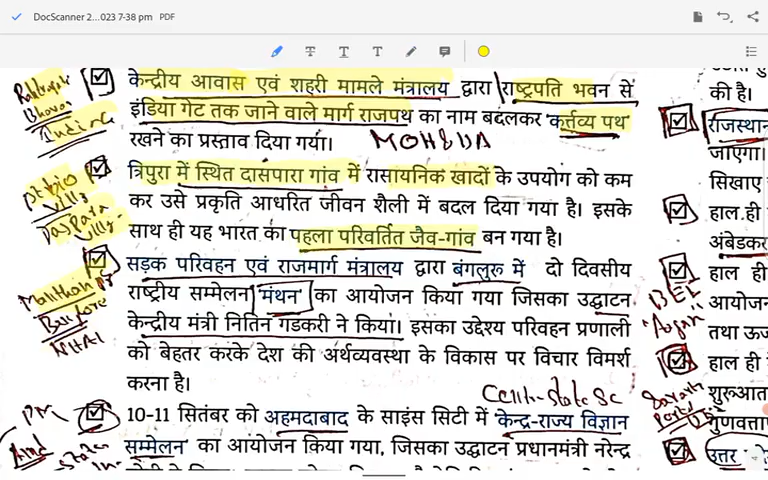 DocScanner 2...023 7-38 pm PDF
केन्द्रीय आवास एवं शहरी मामले मंत्रालय द्वारा राष्ट्रपति भवन से
इंडिया गेट तक जाने वाले मार्ग राजपथ का नाम बदलकर 'कर्त्तव्य पथ'
रखने का प्रस्ताव दिया गया।
त्रिपुरा में स्थित दासपारा गांव में रासायनिक खादों के उपयोग को कम
कर उसे प्रकृति आधारित जीवन शैली में बदल दिया गया है। इसके
साथ ही यह भारत का पहला परिवर्तित जैव-गांव बन गया है।
सड़क परिवहन एवं राजमार्ग मंत्रालय द्वारा बंगलुरू में दो दिवसीय
राष्ट्रीय सम्मेलन 'मंथन' का आयोजन किया गया जिसका उद्घाटन
केन्द्रीय मंत्री नितिन गडकरी ने किया। इसका उद्देश्य परिवहन प्रणाली
को बेहतर करके देश की अर्थव्यवस्था के विकास पर विचार विमर्श
करना है।
10-11 सितंबर को अहमदाबाद के साइंस सिटी में 'केन्द्र-राज्य विज्ञान
सम्मेलन' का आयोजन किया गया, जिसका उद्घाटन प्रधानमंत्री नरेन्द्र
Bhavan
NHAI
PM
की है।
राजस्थान
जाएगा।
सिखाए
हाल ही
अंबेडकर
हाल ही
आयोजन
तथा ऊर्ज
हाल ही
शुरूआत
गुणवत्ता
उत्तर